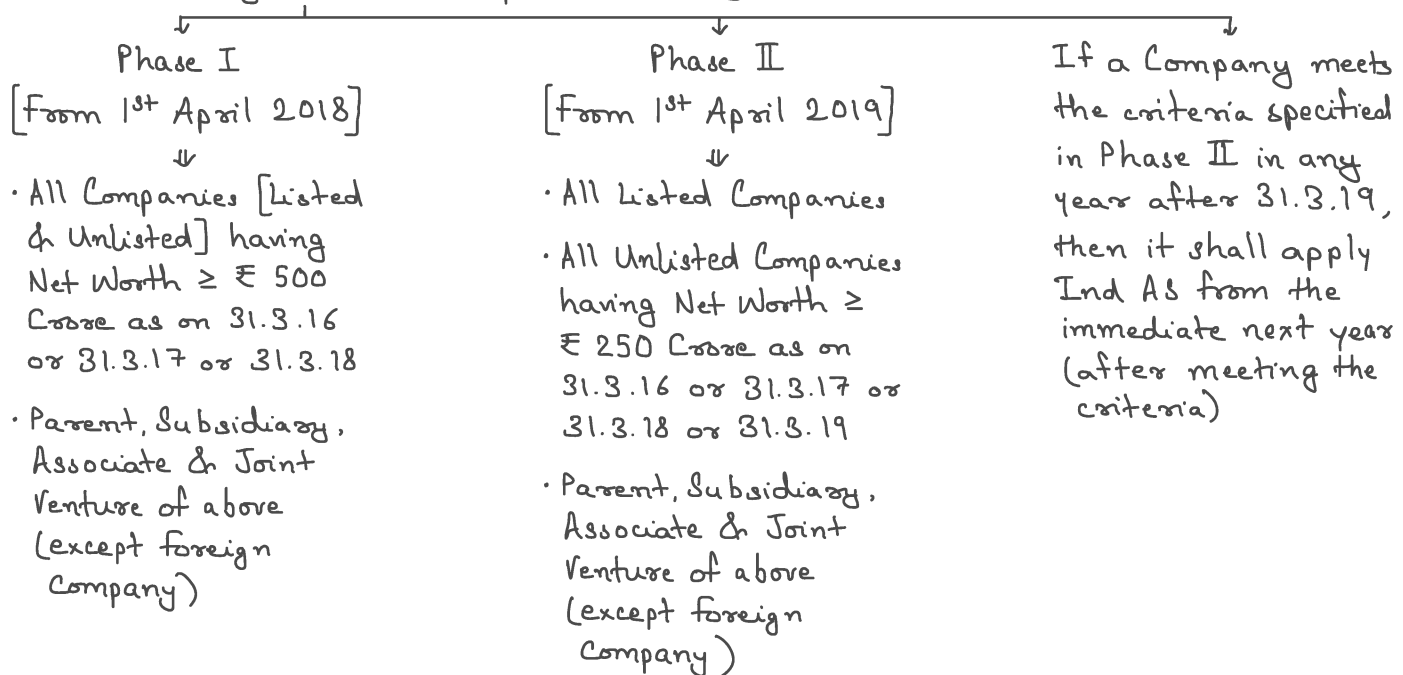 Phase I
[From 1st April 2018]
· All Companies [Listed
& Unlisted] having
Net Worth ≥ ₹ 500
Crore as on 31.3.16
or 31.3.17 or 31.3.18
· Parent, Subsidiary,
Associate & Joint
Venture of above
(except foreign
Company)
Phase II
[From 1st April 2019]
· All Listed Companies
· All Unlisted Companies
having Net Worth ≥
₹ 250 Crore as on
31.3.16 or 31.3.17 or
31.3.18 or 31.3.19
· Parent, Subsidiary,
Associate & Joint
Venture of above
(except foreign
Company)
If a Company meets
the criteria specified
in Phase II in any
year after 31.3.19,
then it shall apply
Ind AS from the
immediate next year
(after meeting the
criteria)